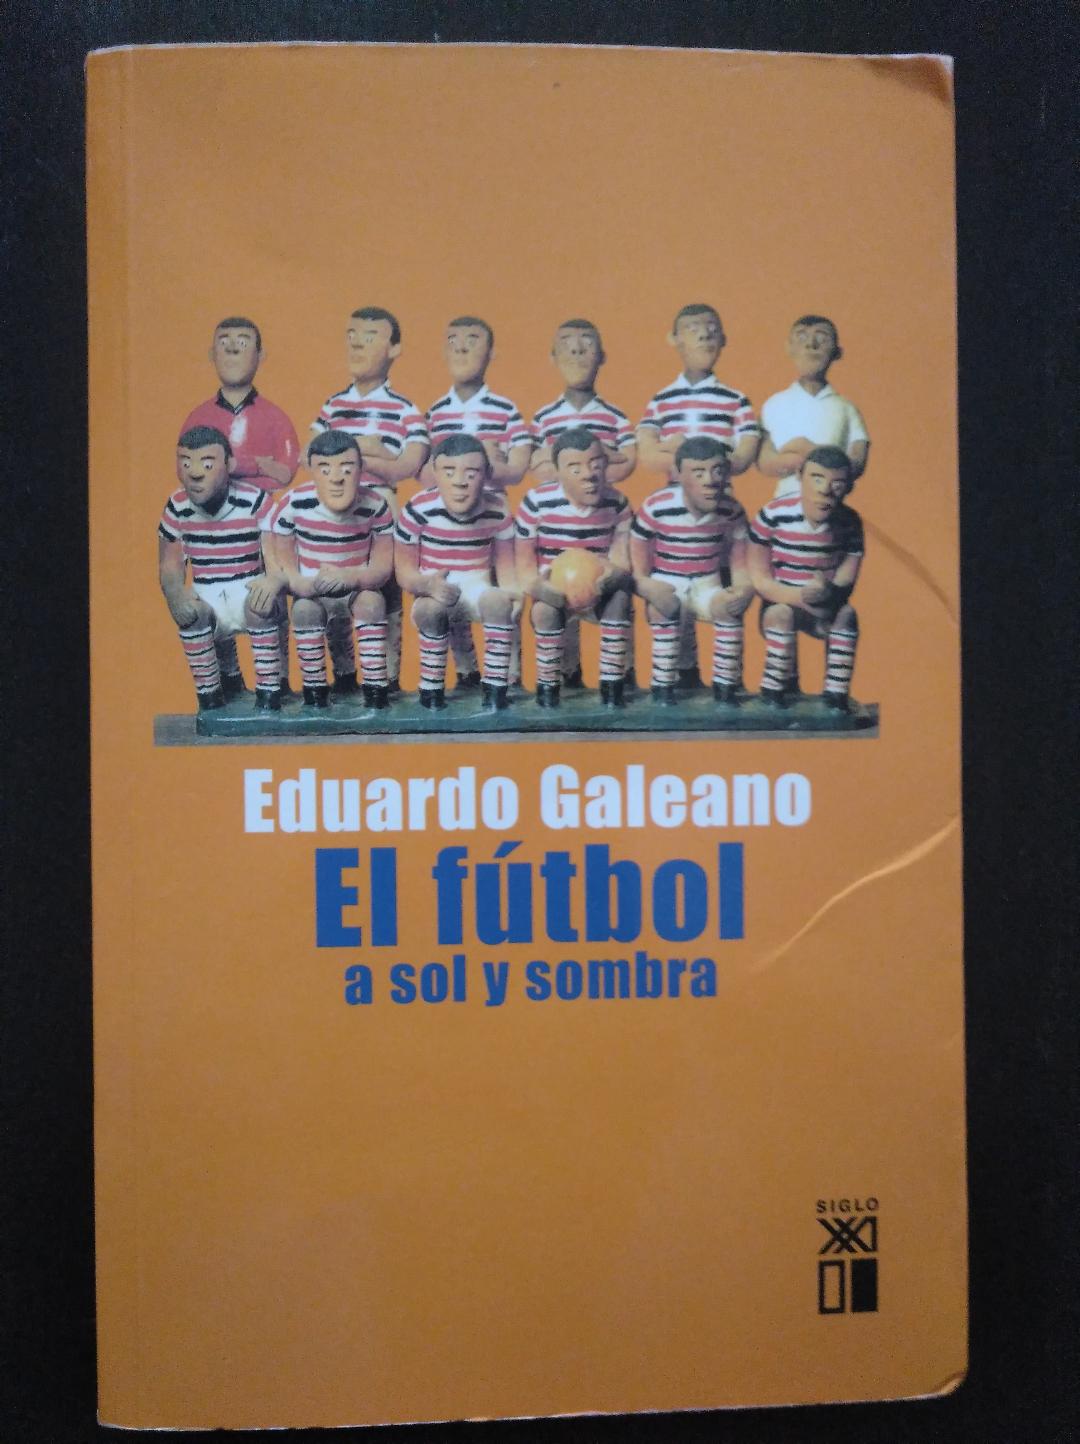 Eduardo Galeano
El fútbol
a sol y sombra
SIGLO
XXI